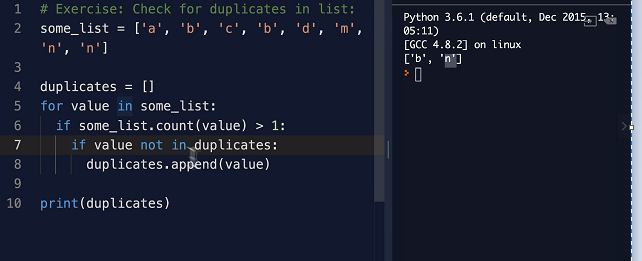 1 # Exercise: Check for duplicates in list:
2 some_list = ['a', 'b', 'c', 'b', 'd', 'm',
'n', 'n']
3
4 duplicates = []
5 for value in some_list:
6 if some_list.count(value) > 1:
7 if value not in duplicates:
8 duplicates.append(value)
9
10 print(duplicates)
Python 3.6.1 (default, Dec 2015, 13:
05:11)
[GCC 4.8.2] on linux
['b', 'n']